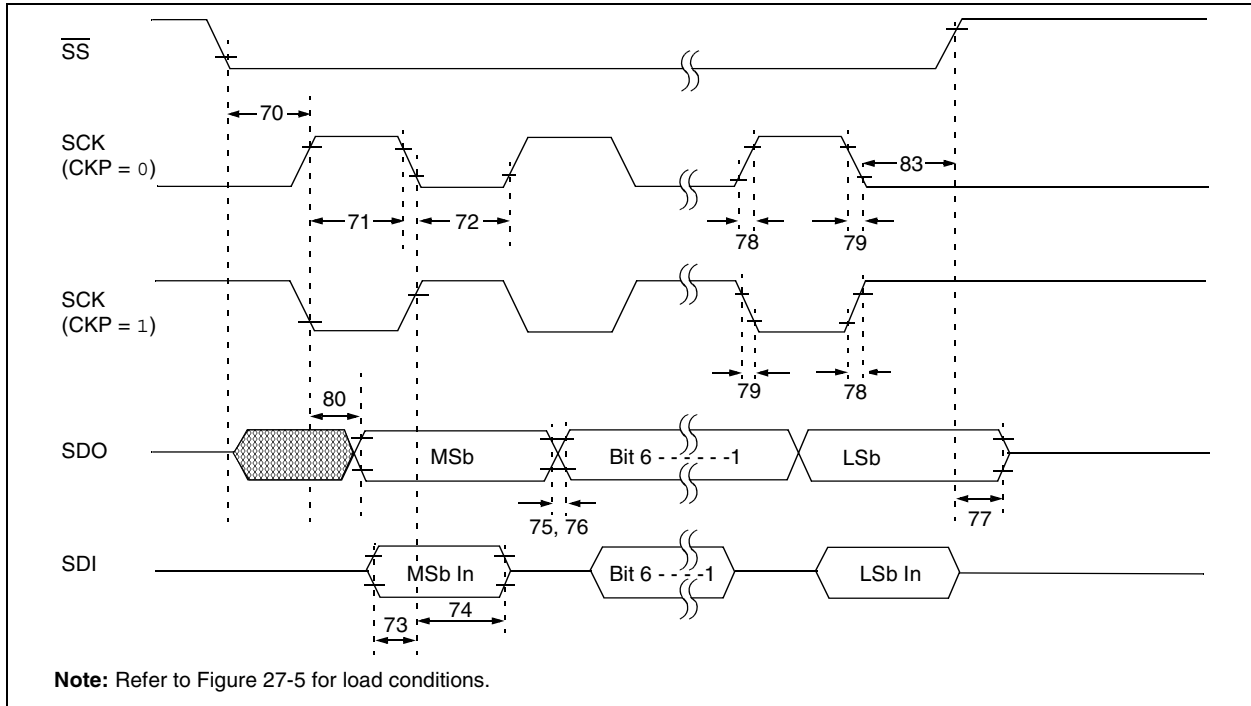 SS
70
SCK
(CKP = 0)
83
71
72
78
79
SCK
(CKP = 1)
79
78
80
SDO
MSb
Bit 6 - - - - - -1
LSb
75, 76
77
SDI
MSb In
Bit 6 - - - -1
LSb In
73
74
Note: Refer to Figure 27-5 for load conditions.